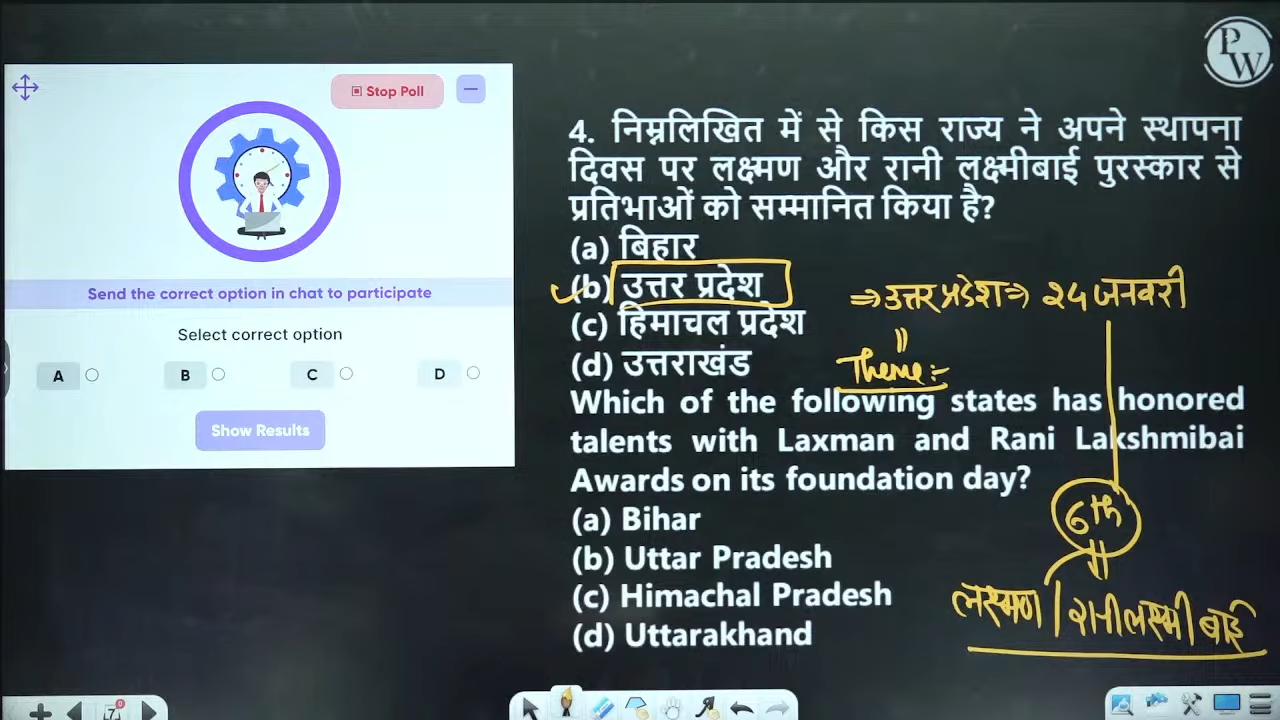 PW
Stop Poll
Send the correct option in chat to participate
Select correct option
A
B
C
D
Show Results
4. निम्नलिखित में से किस राज्य ने अपने स्थापना
दिवस पर लक्ष्मण और रानी लक्ष्मीबाई पुरस्कार से
प्रतिभाओं को सम्मानित किया है?
(a) बिहार
(b) उत्तर प्रदेश
⇒ उत्तर प्रदेश ⇒ २५ जनवरी
(c) हिमाचल प्रदेश
(d) उत्तराखंड
Theme:-
Which of the following states has honored
talents with Laxman and Rani Lakshmibai
Awards on its foundation day?
(a) Bihar
6th
(b) Uttar Pradesh
(c) Himachal Pradesh
लक्ष्मण / रानी लक्ष्मी बाई
(d) Uttarakhand